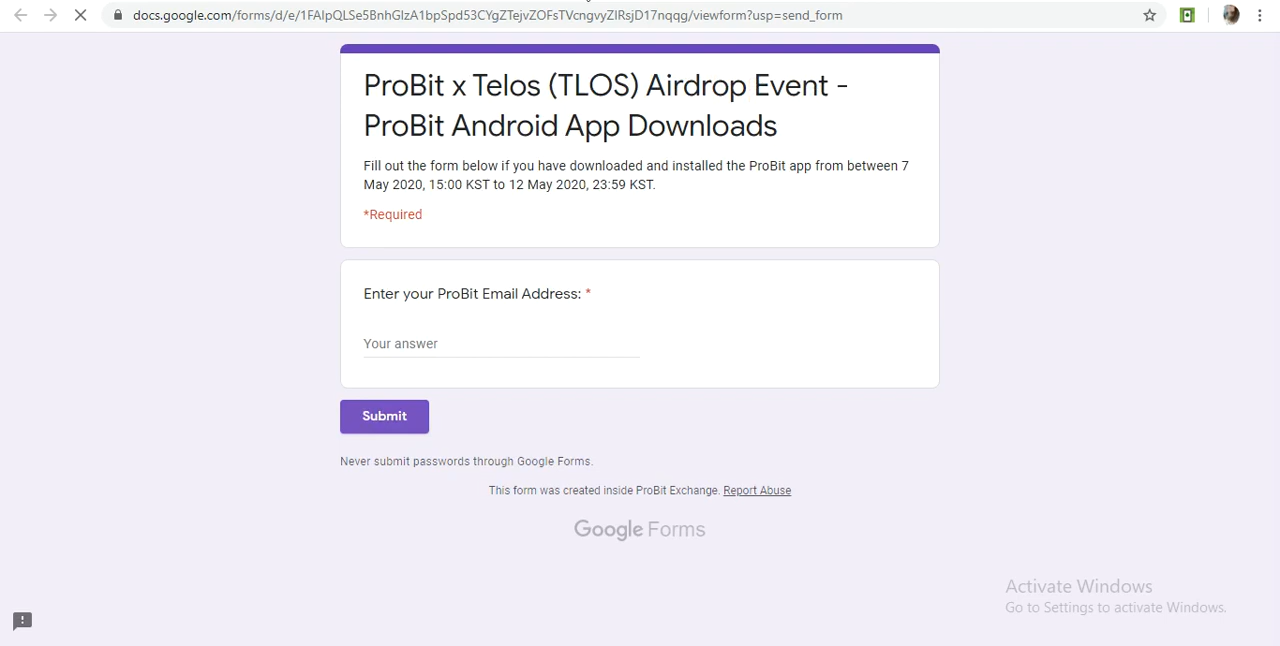 docs.google.com/forms/d/e/1FAIpQLSe5BnhGlzA1bpSpd53CYgZTejvZOFsTVcngvyZIRsjD17nqqg/viewform?usp=send_form
ProBit x Telos (TLOS) Airdrop Event -
ProBit Android App Downloads
Fill out the form below if you have downloaded and installed the ProBit app from between 7
May 2020, 15:00 KST to 12 May 2020, 23:59 KST.
*Required
Enter your ProBit Email Address: *
Your answer
Submit
Never submit passwords through Google Forms.
This form was created inside ProBit Exchange. Report Abuse
Google Forms
Activate Windows
Go to Settings to activate Windows.